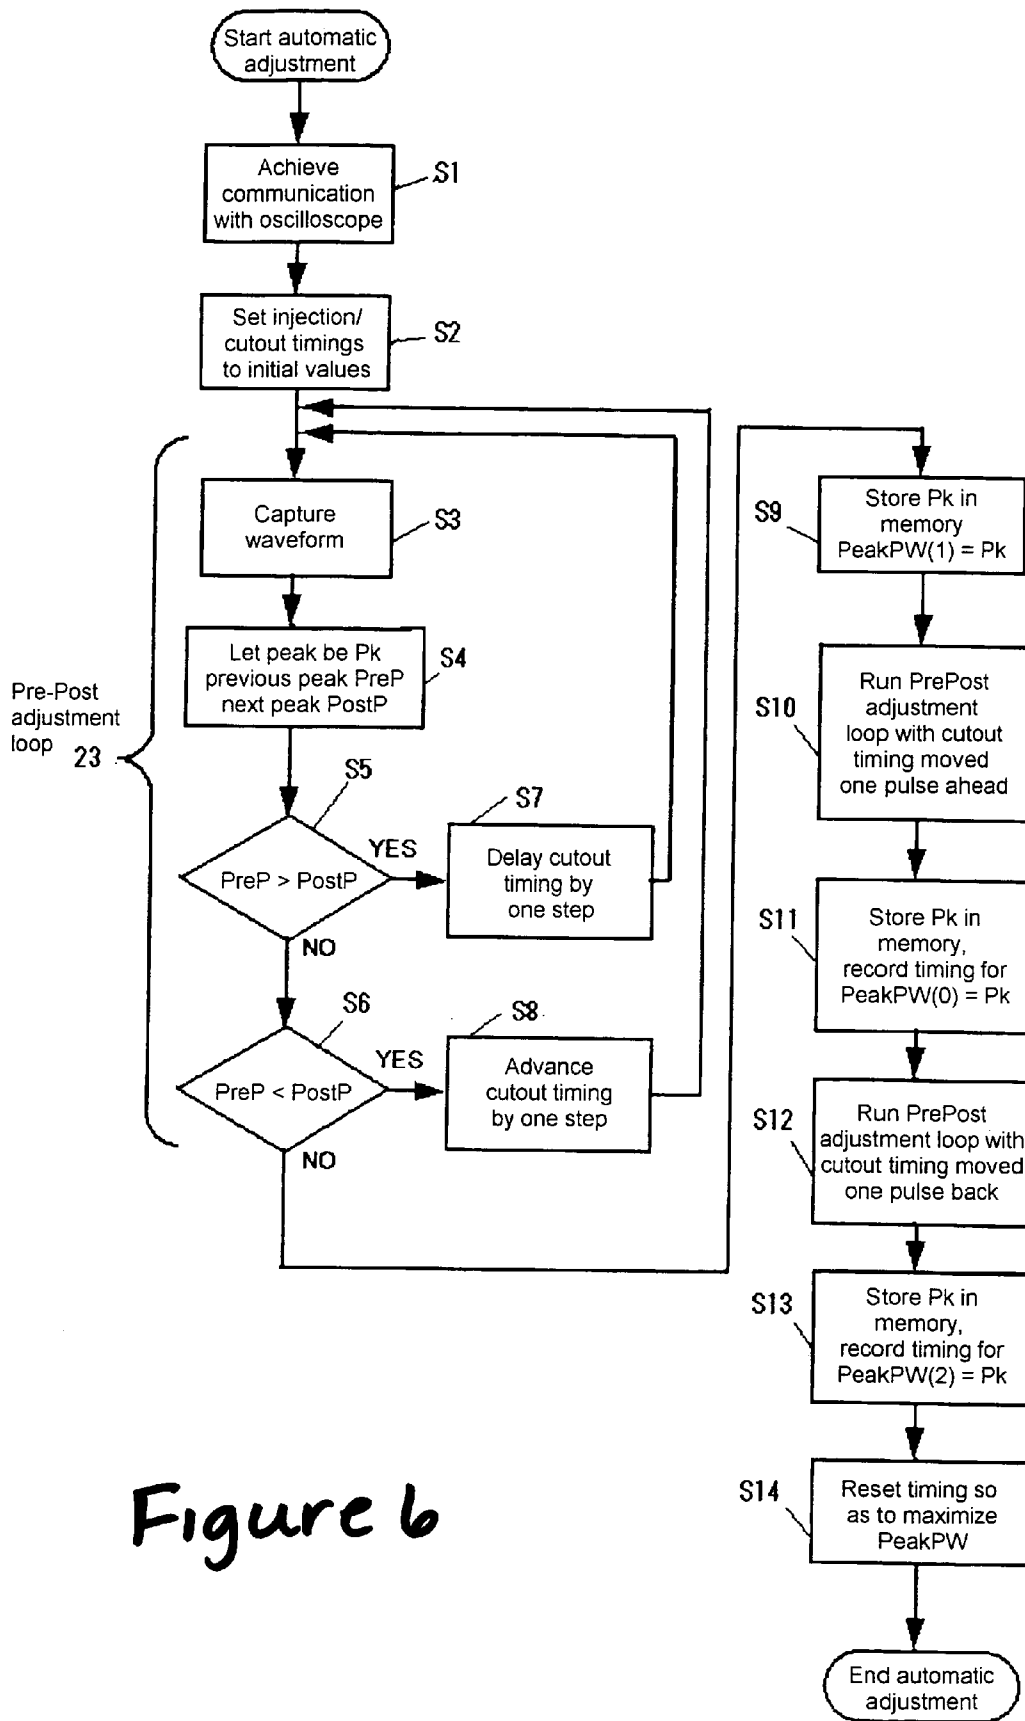 Start automatic
adjustment
Achieve
communication
with oscilloscope
S1
Set injection/
cutout timings
to initial values
S2
Pre-Post
adjustment
loop
23
Capture
waveform
S3
Let peak be Pk
previous peak PreP
next peak PostP
S4
S5
PreP > PostP
YES
NO
S7
Delay cutout
timing by
one step
S6
PreP < PostP
YES
NO
S8
Advance
cutout timing
by one step
S9
Store Pk in
memory
PeakPW(1) = Pk
S10
Run PrePost
adjustment
loop with cutout
timing moved
one pulse ahead
S11
Store Pk in
memory,
record timing for
PeakPW(0) = Pk
S12
Run PrePost
adjustment loop with
cutout timing moved
one pulse back
S13
Store Pk in
memory,
record timing for
PeakPW(2) = Pk
S14
Reset timing so
as to maximize
PeakPW
End automatic
adjustment
Figure 6